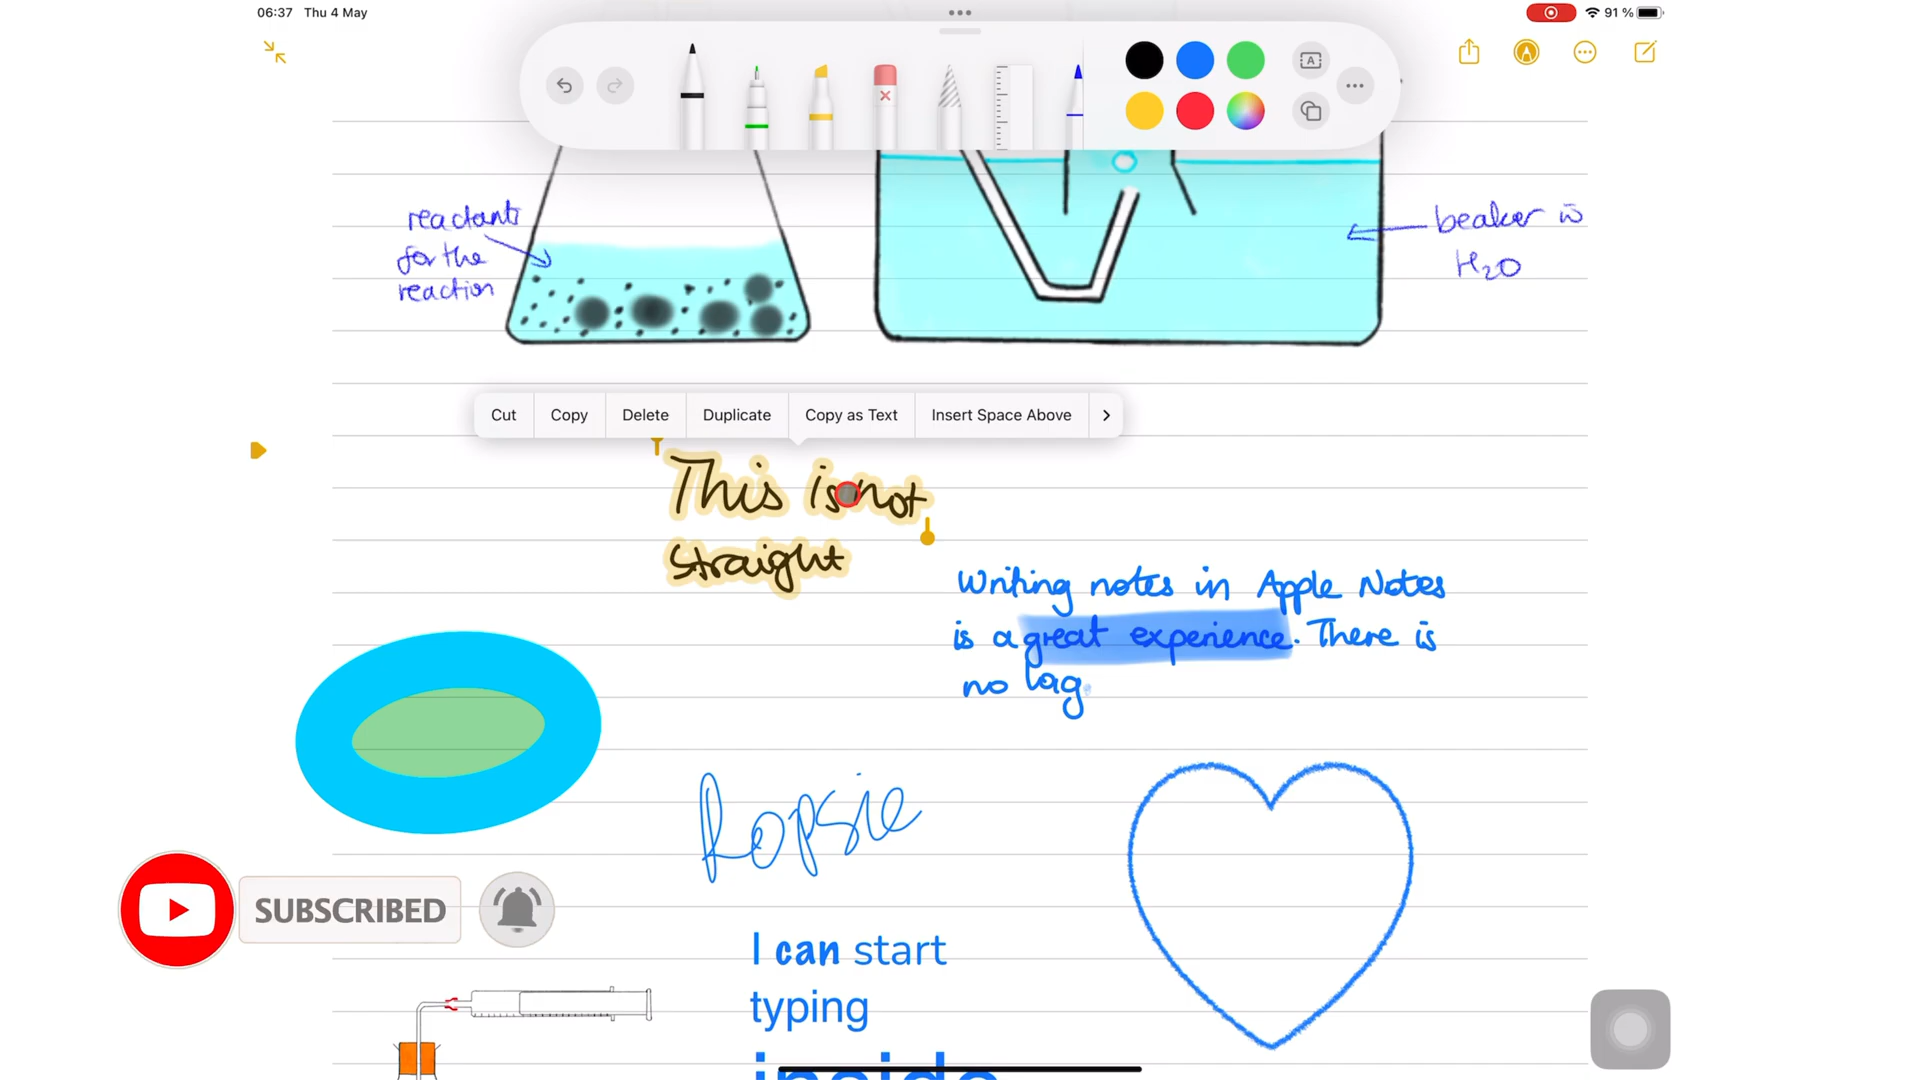 06:37 Thu 4 May
91 %
A
reactants
for the
reaction
beaker w
H2O
Cut Copy Delete Duplicate Copy as Text Insert Space Above
This is not
straight
Writing notes in Apple Notes
is a great experience. There is
no lag.
Ropsie
SUBSCRIBED
I can start
typing
inside